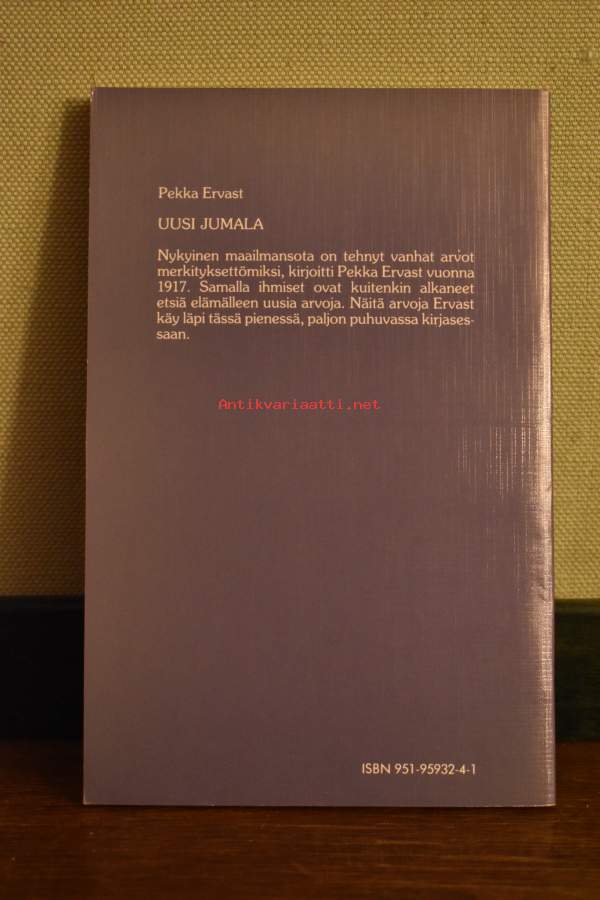 Pekka Ervast
UUSI JUMALA
Nykyinen maailmansota on tehnyt vanhat arvot
merkityksettömiksi, kirjoitti Pekka Ervast vuonna
1917. Samalla ihmiset ovat kuitenkin alkaneet
etsiä elämälleen uusia arvoja. Näitä arvoja Ervast
käy läpi tässä pienessä, paljon puhuvassa kirjases-
saan.
Antikvariaatti.net
ISBN 951-95932-4-1